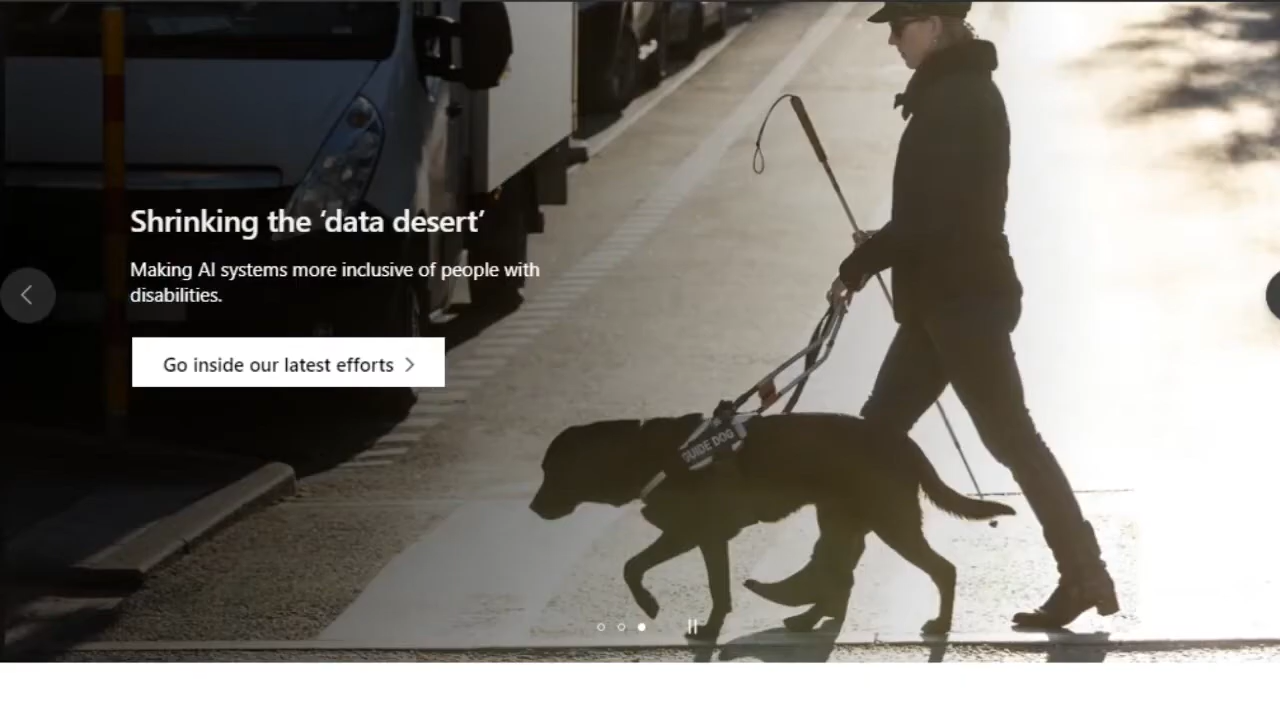 Shrinking the ‘data desert’
Making AI systems more inclusive of people with
disabilities.
Go inside our latest efforts
GUIDE DOG